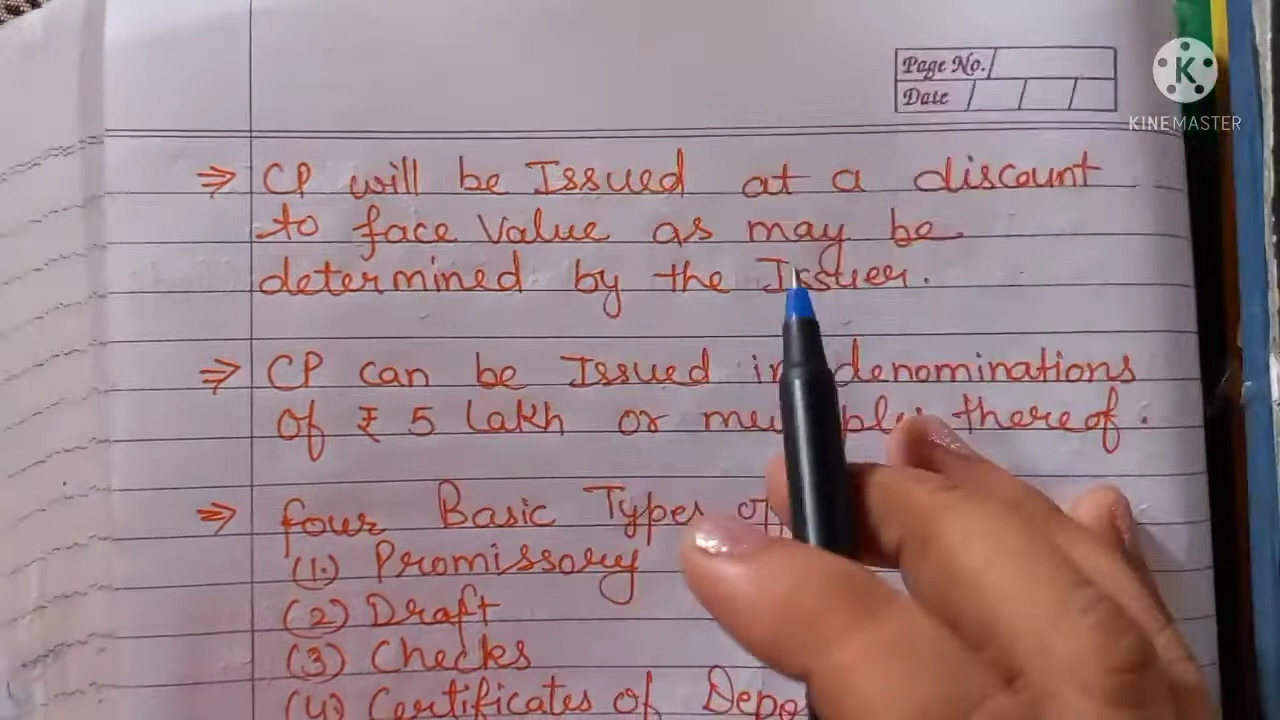 Page No.
Date
K
KINEMASTER
⇒ CP will be Issued at a discount
to face Value as may be
determined by the Issuer.
⇒ CP can be Issued in denominations
of ₹ 5 lakh or thereof.
⇒ four Basic Types of
(1.) Promissory
(2) Draft
(3) Checks
(4) Certificates of